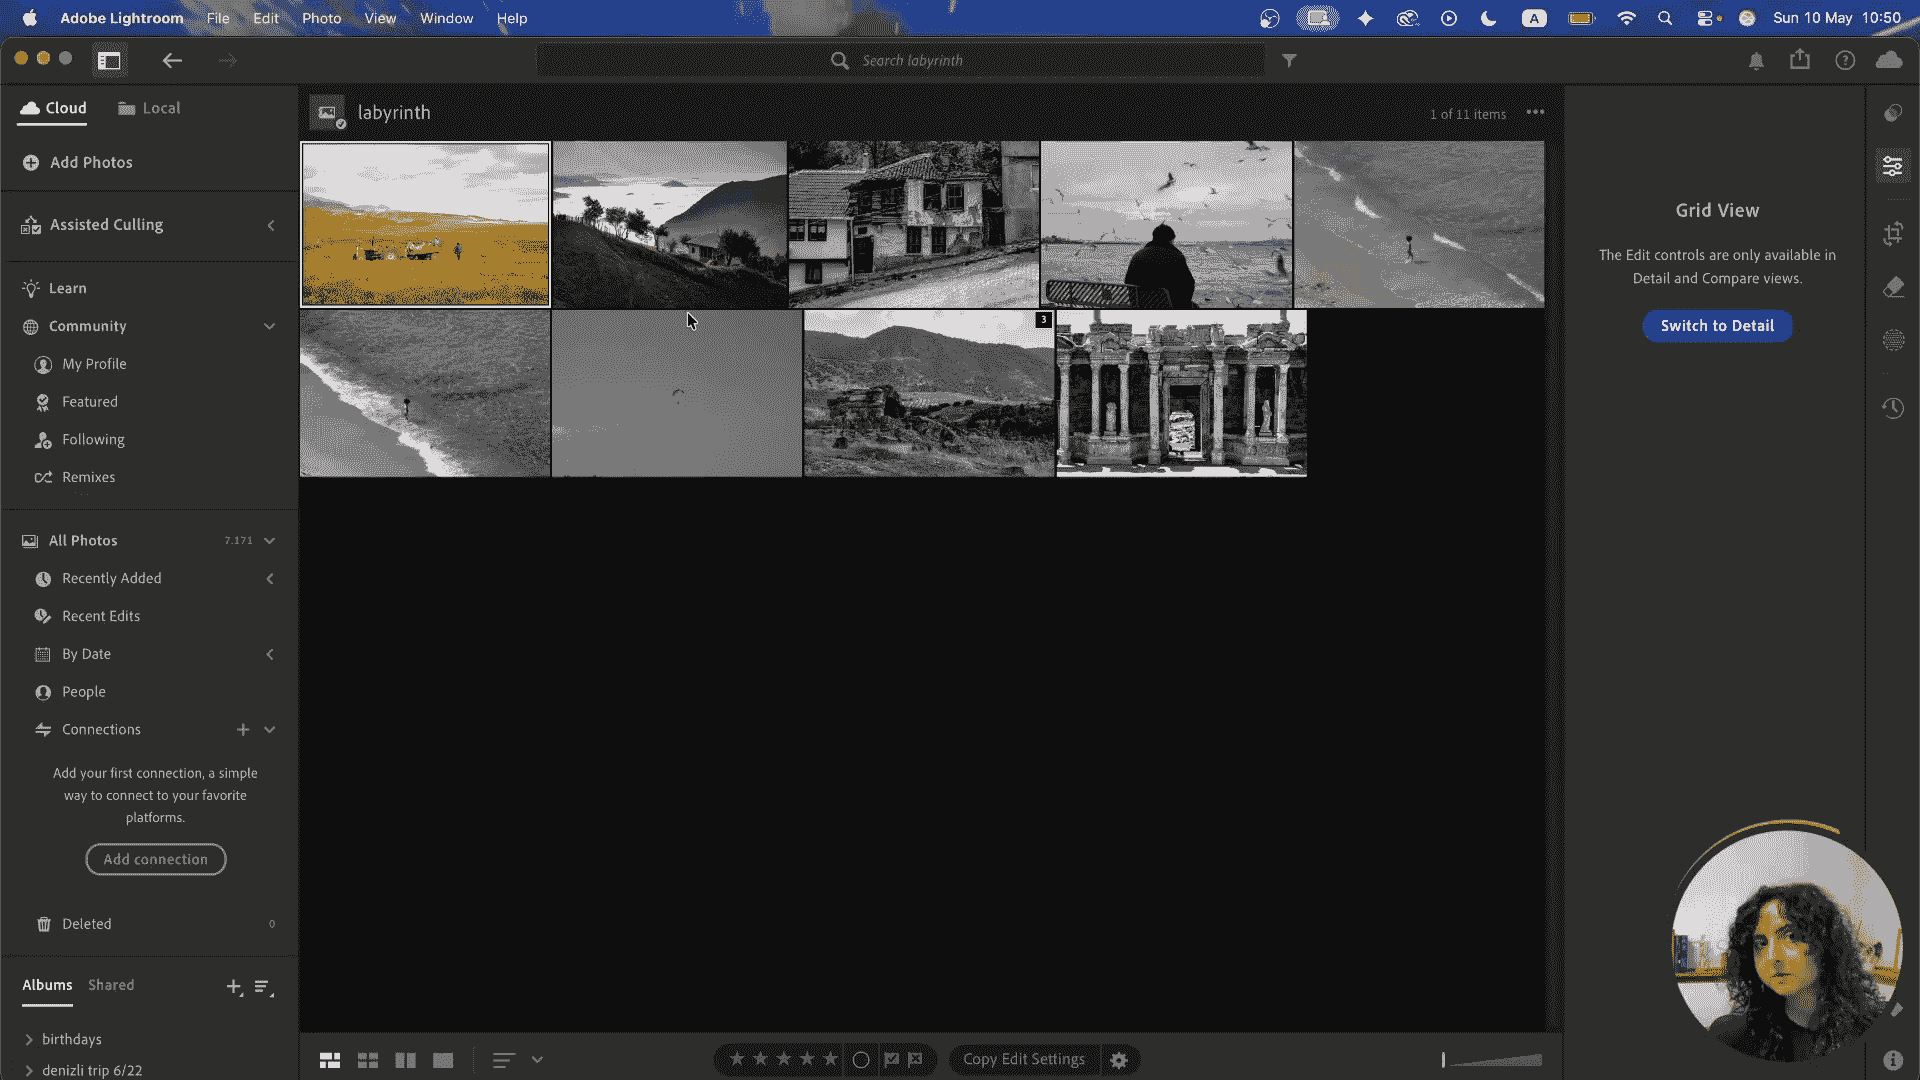 Adobe Lightroom File Edit Photo View Window Help
A Sun 10 May 10:50
Search labyrinth
Cloud Local
labyrinth
1 of 11 items
Add Photos
Assisted Culling
Learn
Community
My Profile
Featured
Following
Remixes
All Photos 7.171
Recently Added
Recent Edits
By Date
People
Connections
Add your first connection, a simple
way to connect to your favorite
platforms.
Add connection
Deleted 0
Albums Shared
birthdays
denizli trip 6/22
3
Grid View
The Edit controls are only available in
Detail and Compare views.
Switch to Detail
Copy Edit Settings